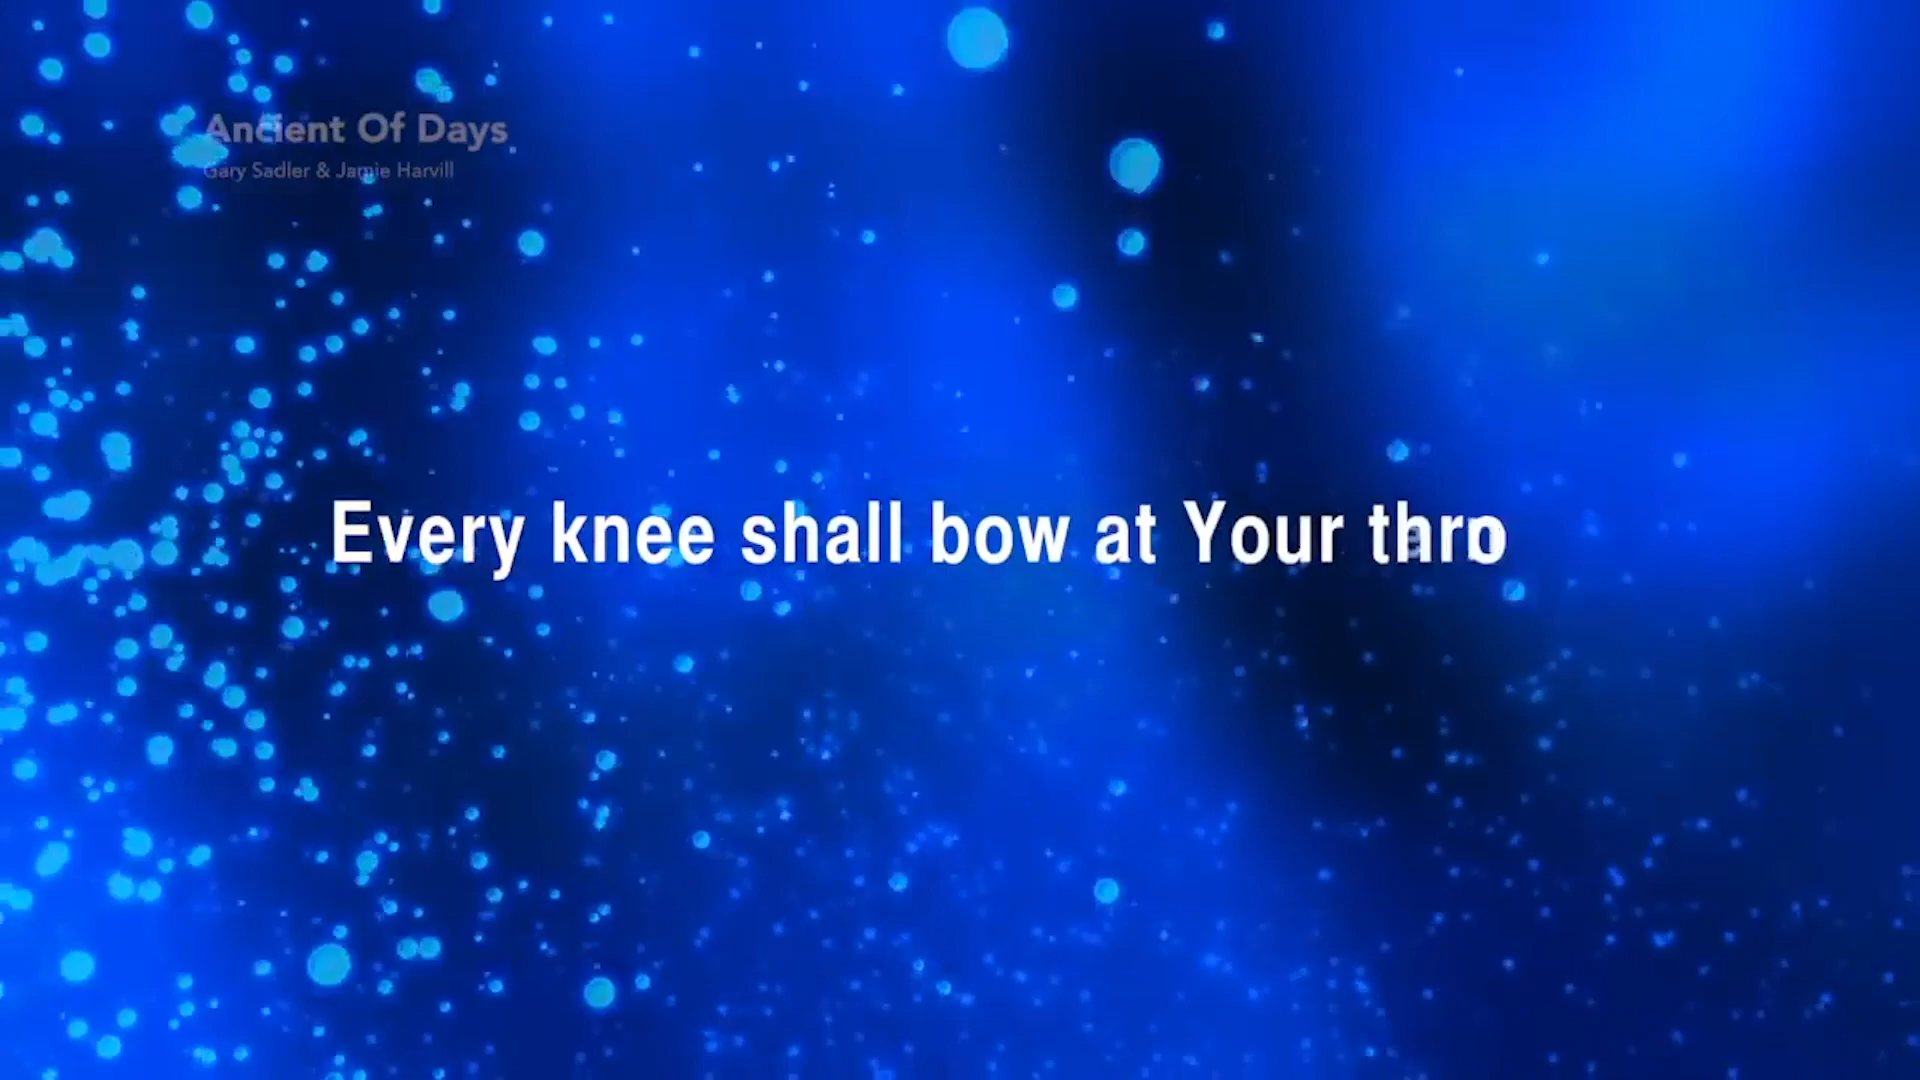 Ancient Of Days
Gary Sadler & Jamie Harvill
Every knee shall bow at Your thro